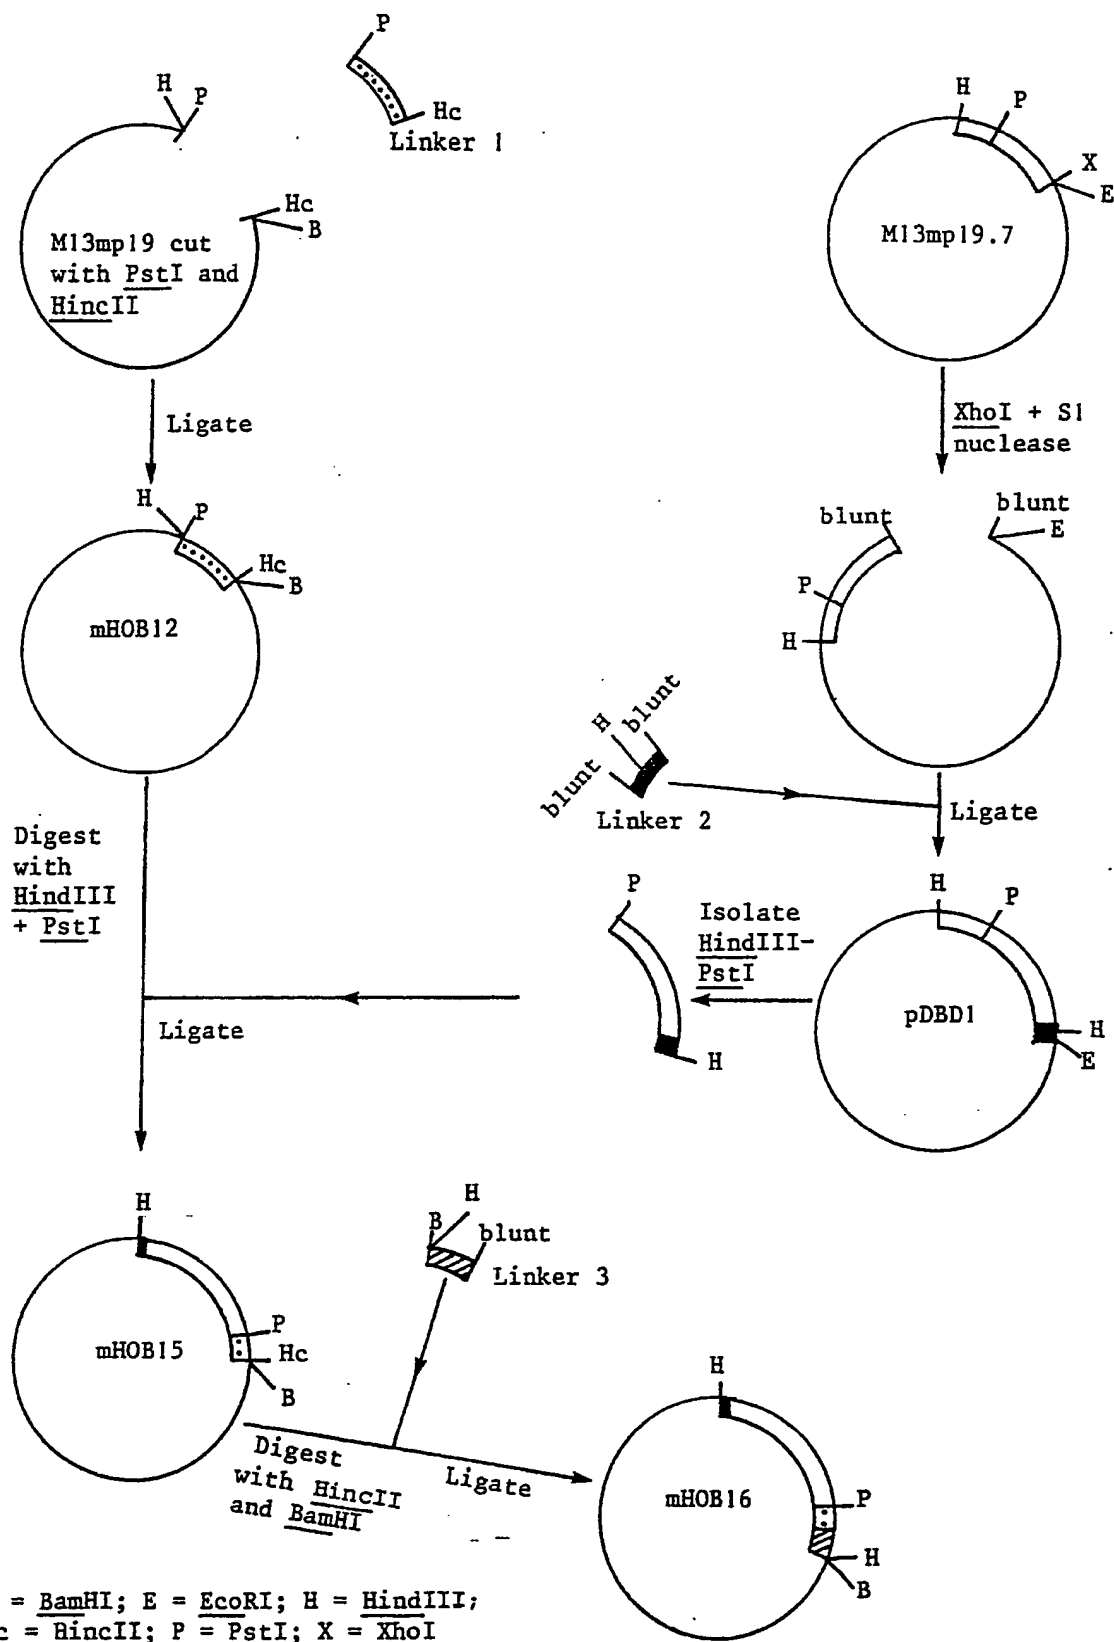 P
H
P
Hc
Linker 1
Hc
B
M13mp19 cut
with PstI and
HincII
H
P
X
E
M13mp19.7
Ligate
XhoI + S1
nuclease
H
P
Hc
B
mHOB12
blunt
blunt
E
P
H
H
blunt
blunt
Linker 2
Ligate
Digest
with
HindIII
+ PstI
P
Isolate
HindIII-
PstI
H
P
pDBD1
H
E
H
Ligate
H
mHOB15
P
Hc
B
B
H
blunt
Linker 3
Digest
with HincII
and BamHI
Ligate
H
mHOB16
P
H
B
= BamHI; E = EcoRI; H = HindIII;
c = HincII; P = PstI; X = XhoI